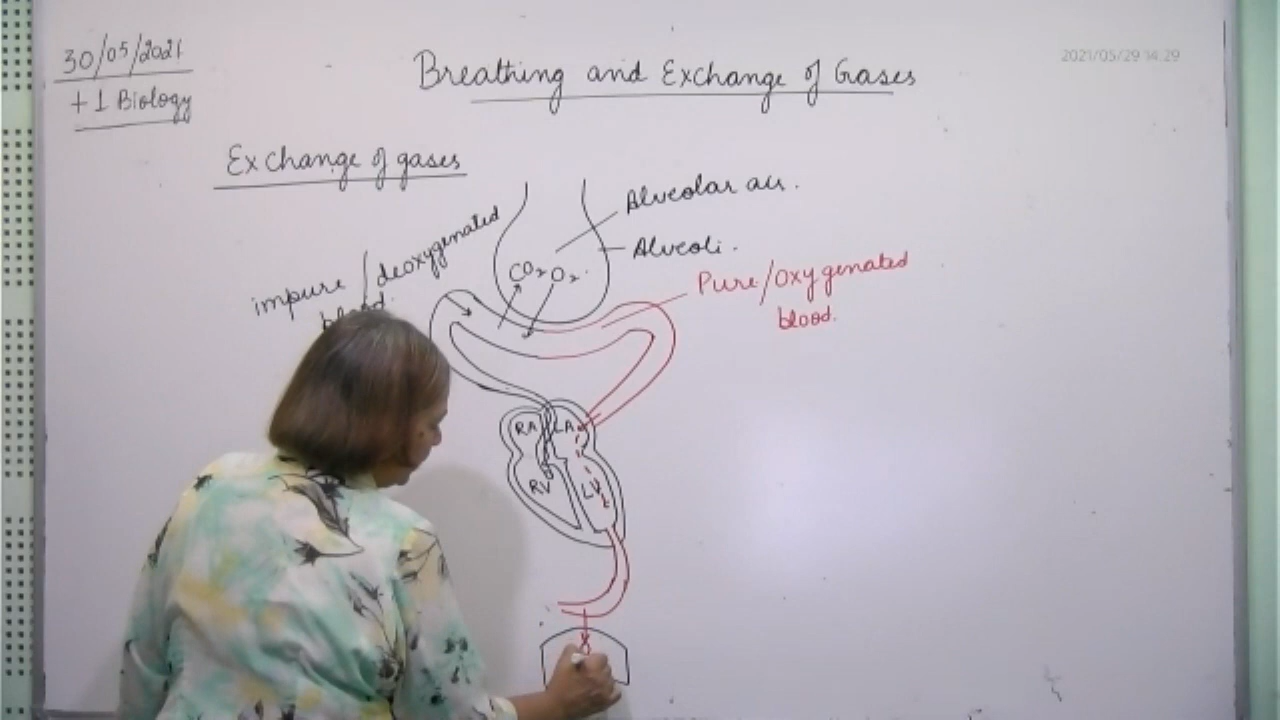 30/05/2021
+1 Biology
Breathing and Exchange of Gases
2021/05/29 14:29
Exchange of gases
Alveolar air.
Alveoli.
impure / deoxygenated
blood.
CO2 O2
Pure/Oxygenated
blood.
RA LA
RV LV